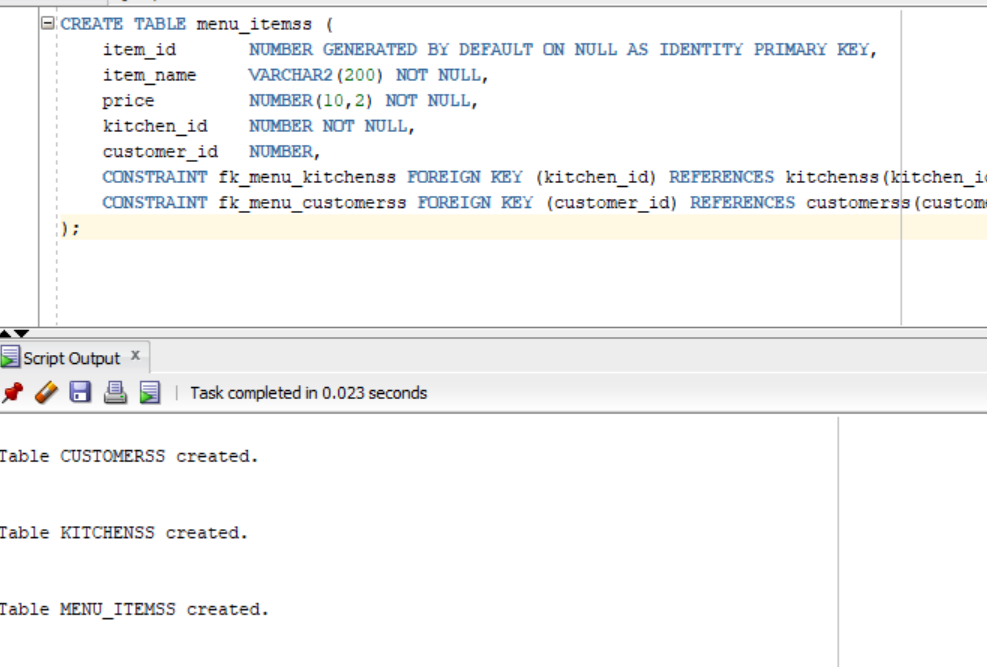 CREATE TABLE menu_itemss (
item_id NUMBER GENERATED BY DEFAULT ON NULL AS IDENTITY PRIMARY KEY,
item_name VARCHAR2(200) NOT NULL,
price NUMBER(10,2) NOT NULL,
kitchen_id NUMBER NOT NULL,
customer_id NUMBER,
CONSTRAINT fk_menu_kitchenss FOREIGN KEY (kitchen_id) REFERENCES kitchenss(kitchen_id
CONSTRAINT fk_menu_customerss FOREIGN KEY (customer_id) REFERENCES customerss(custom
);
Script Output x
Task completed in 0.023 seconds
Table CUSTOMERSS created.
Table KITCHENSS created.
Table MENU_ITEMSS created.